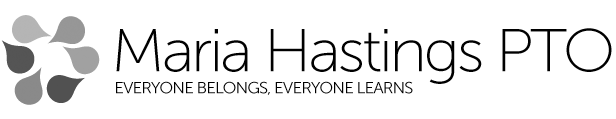 Maria Hastings PTO
EVERYONE BELONGS, EVERYONE LEARNS